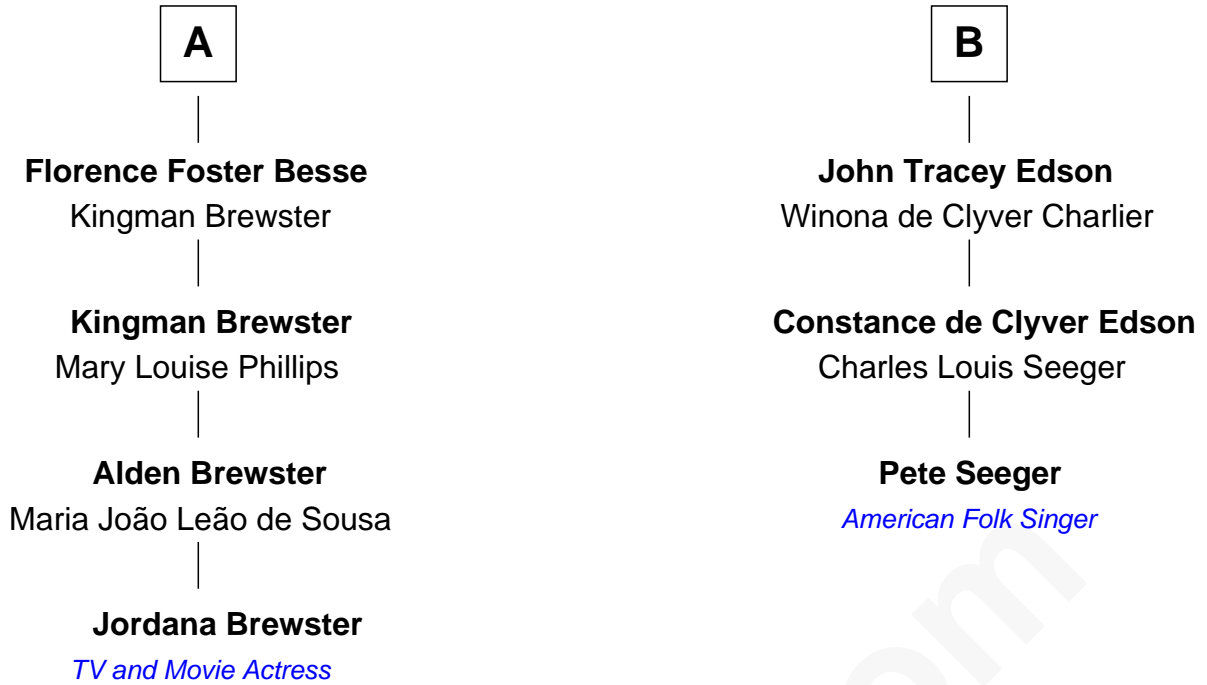 A
Florence Foster Besse
Kingman Brewster
Kingman Brewster
Mary Louise Phillips
Alden Brewster
Maria João Leão de Sousa
Jordana Brewster
TV and Movie Actress
B
John Tracey Edson
Winona de Clyver Charlier
Constance de Clyver Edson
Charles Louis Seeger
Pete Seeger
American Folk Singer
om